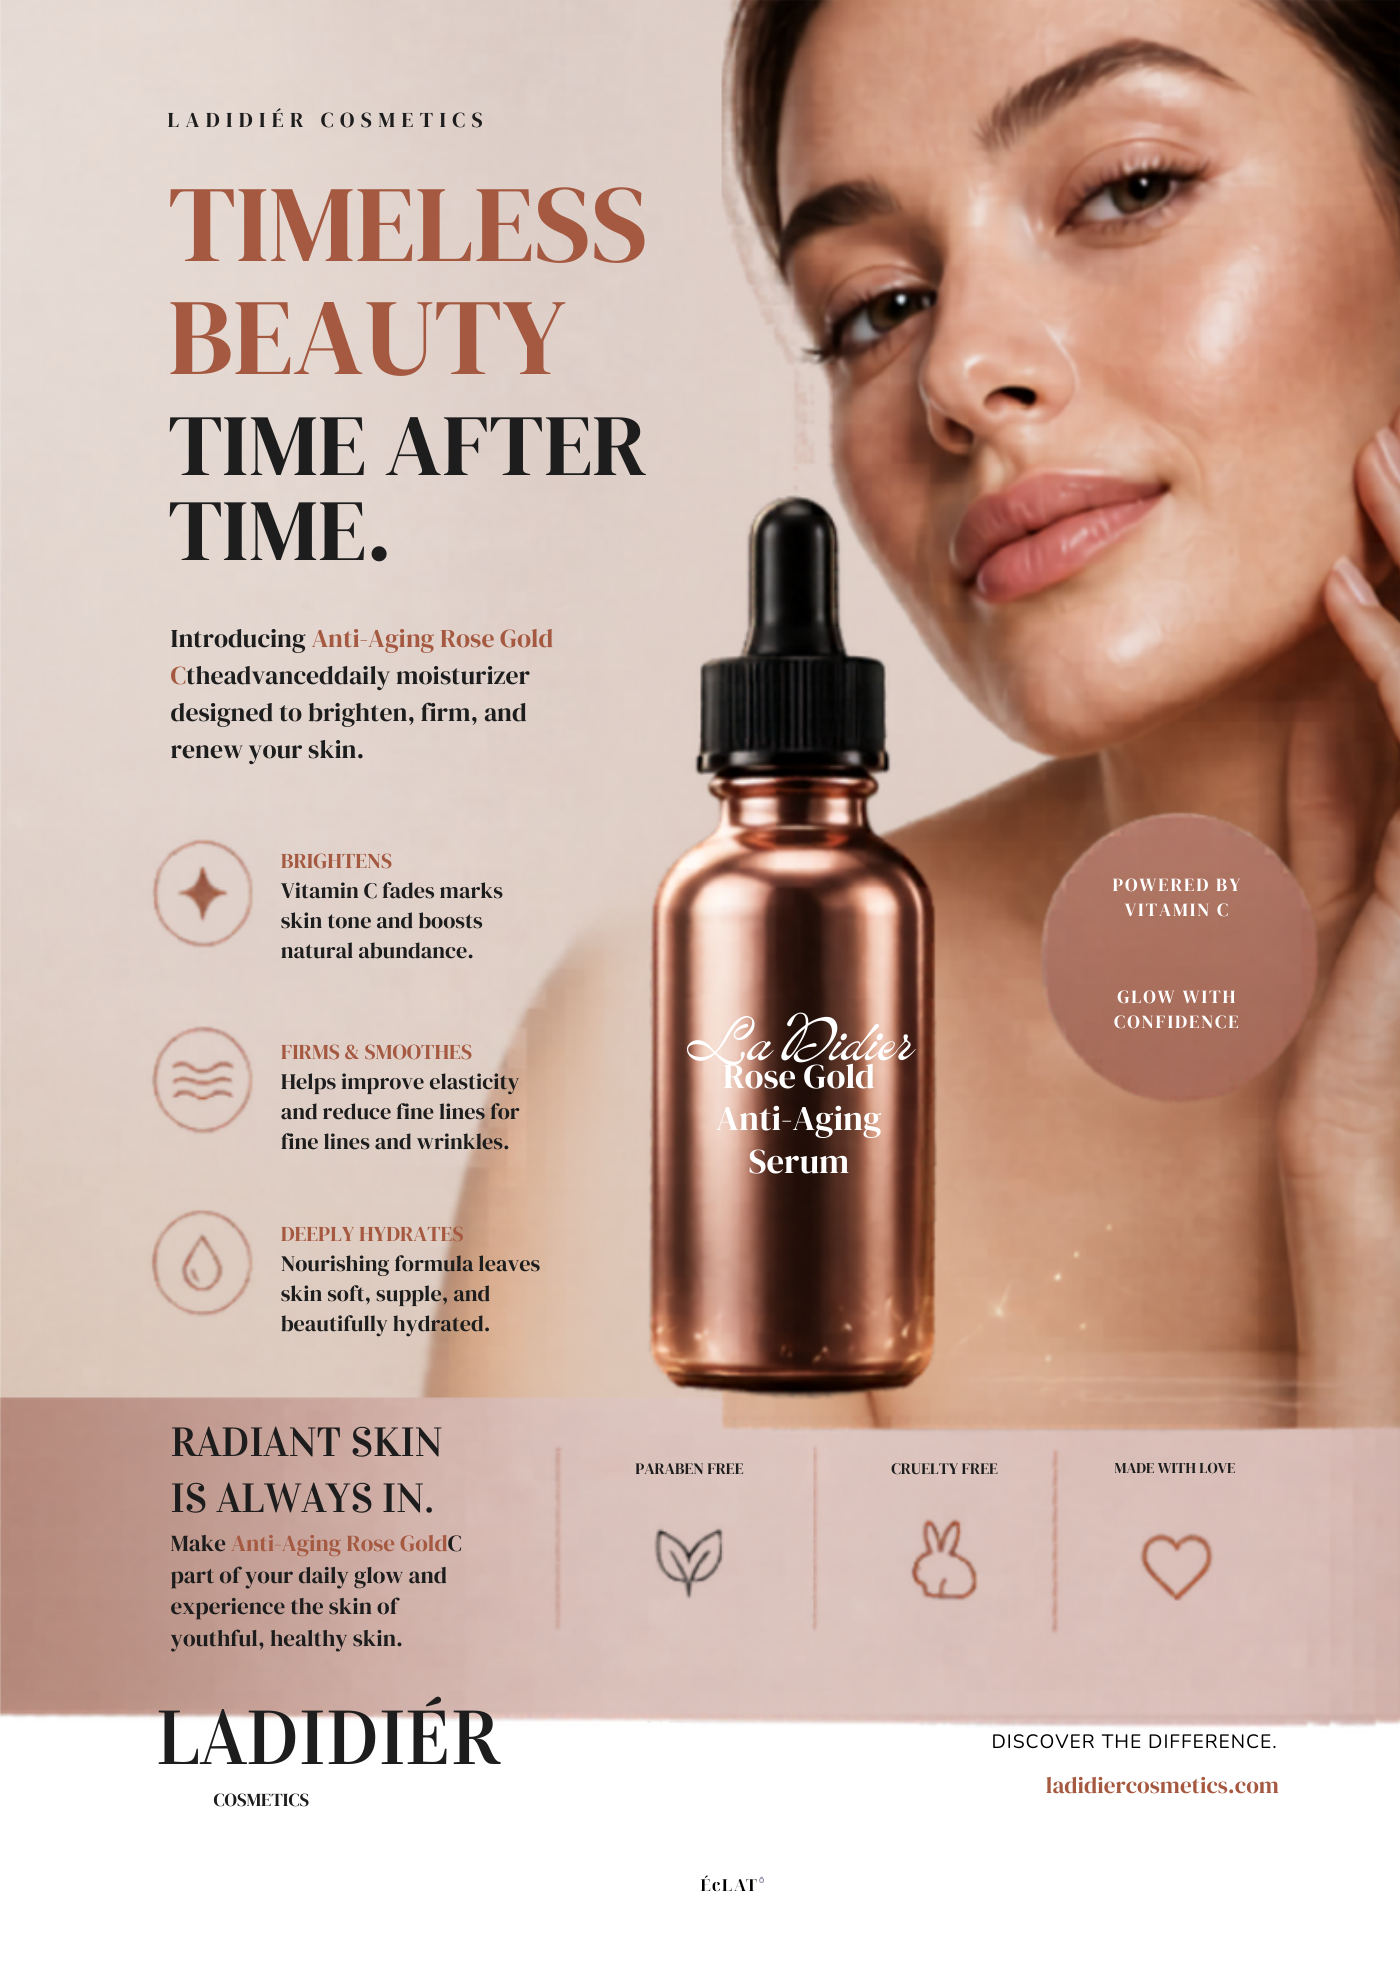 LADIDIÉR COSMETICS
TIMELESS
BEAUTY
TIME AFTER
TIME.
Introducing Anti-Aging Rose Gold
Ctheadvanceddaily moisturizer
designed to brighten, firm, and
renew your skin.
BRIGHTENS
Vitamin C fades marks
skin tone and boosts
natural abundance.
FIRMS & SMOOTHES
Helps improve elasticity
and reduce fine lines for
fine lines and wrinkles.
DEEPLY HYDRATES
Nourishing formula leaves
skin soft, supple, and
beautifully hydrated.
La Didier
Rose Gold
Anti-Aging
Serum
POWERED BY
VITAMIN C
GLOW WITH
CONFIDENCE
RADIANT SKIN
IS ALWAYS IN.
Make Anti-Aging Rose GoldC
part of your daily glow and
experience the skin of
youthful, healthy skin.
PARABEN FREE
CRUELTY FREE
MADE WITH LOVE
LADIDIÉR
COSMETICS
DISCOVER THE DIFFERENCE.
ladidiercosmetics.com
ÉcLAT